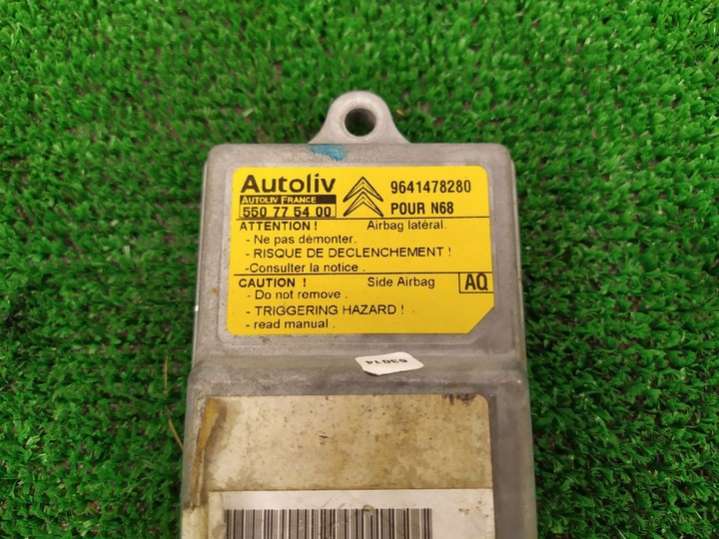 Autoliv
AUTOLIV FRANCE
550 77 54 00
9641478280
POUR N68
ATTENTION ! Airbag latéral.
- Ne pas démonter.
- RISQUE DE DECLENCHEMENT !
-Consulter la notice .
CAUTION ! Side Airbag AQ
- Do not remove .
- TRIGGERING HAZARD !
- read manual .
63014